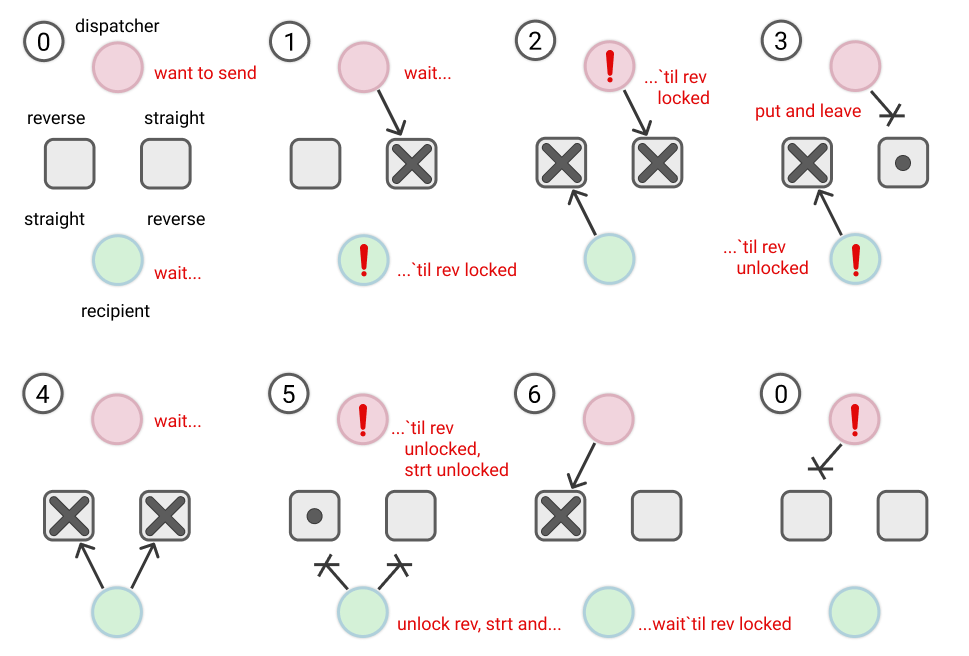 0
dispatcher
want to send
reverse
straight
straight
reverse
wait...
recipient
1
wait...
...`til rev locked
2
...`til rev
locked
3
put and leave
...`til rev
unlocked
4
wait...
5
...`til rev
unlocked,
strt unlocked
unlock rev, strt and...
6
...wait`til rev locked
0